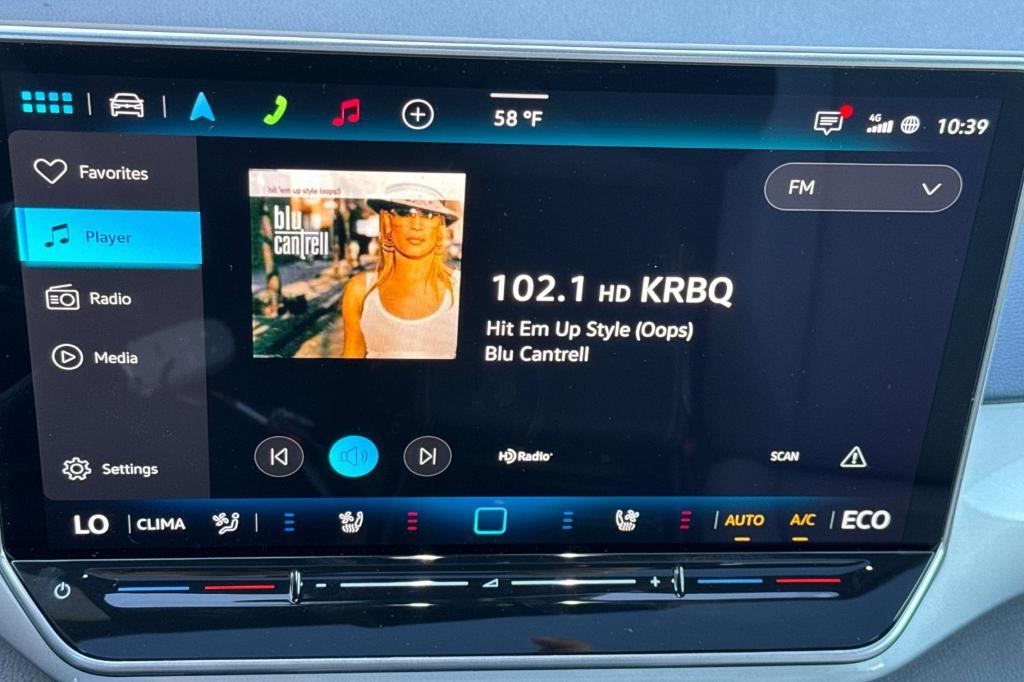 58 °F
4G
10:39
Favorites
Player
Radio
Media
Settings
hit 'em up style (oops!)
blu
cantrell
FM
102.1 HD KRBQ
Hit Em Up Style (Oops)
Blu Cantrell
HD Radio
SCAN
LO
CLIMA
AUTO
A/C
ECO